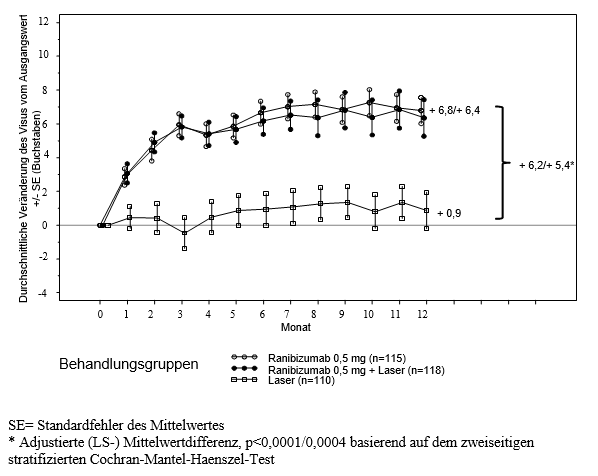 Durchschnittliche Veränderung des Visus vom Ausgangswert
+/- SE (Buchstaben)
12
10
8
6
4
2
0
-2
-4
+ 6,8/+ 6,4
+ 6,2/+ 5,4*
+ 0,9
0 1 2 3 4 5 6 7 8 9 10 11 12
Monat
Behandlungsgruppen
Ranibizumab 0,5 mg (n=115)
Ranibizumab 0,5 mg + Laser (n=118)
Laser (n=110)
SE= Standardfehler des Mittelwertes
* Adjustierte (LS-) Mittelwertdifferenz, p<0,0001/0,0004 basierend auf dem zweiseitigen
stratifizierten Cochran-Mantel-Haenszel-Test